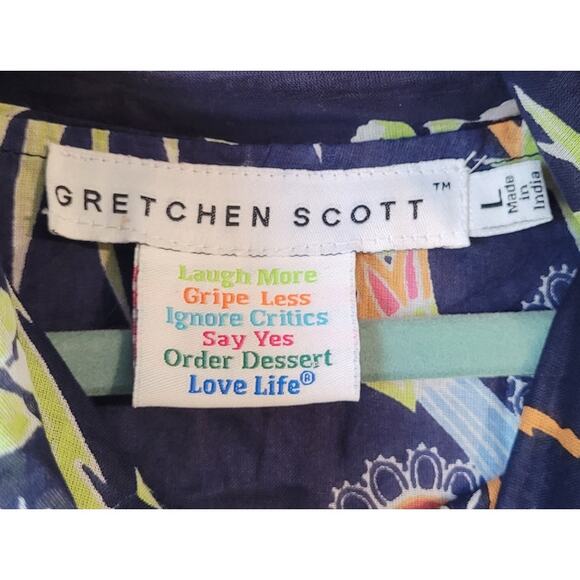 GRETCHEN SCOTT™
L
Made
in
India
Laugh More
Gripe Less
Ignore Critics
Say Yes
Order Dessert
Love Life®